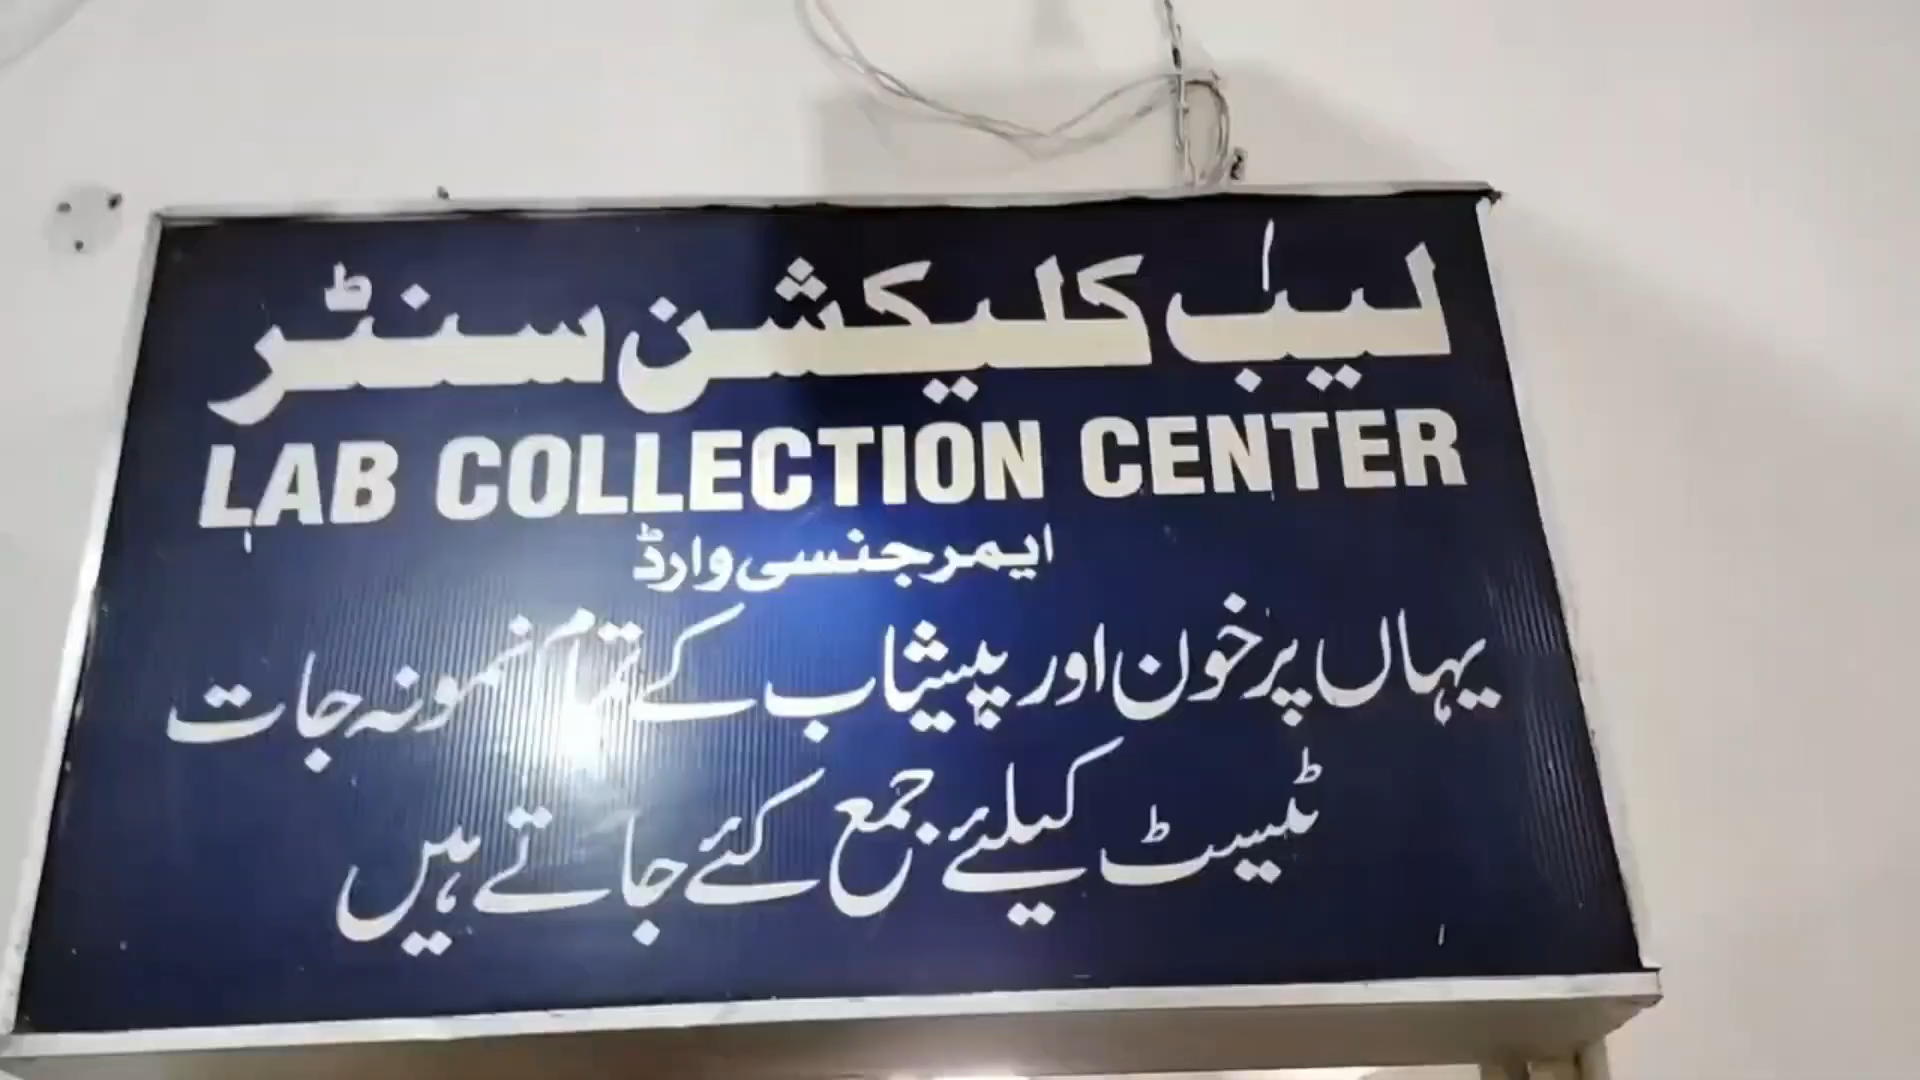 لیب کلیکشن سنٹر
LAB COLLECTION CENTER
ایمرجنسی وارڈ
یہاں پر خون اور پیشاب کے تمام نمونہ جات
ٹیسٹ کیلئے جمع کئے جاتے ہیں